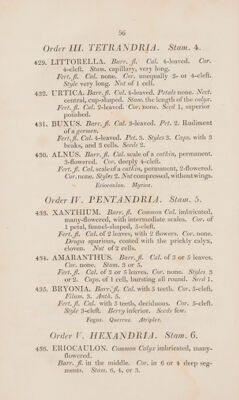 56
Order III. TETRANDRIA. Stam. 4.
429. LITTORELLA. Barr. fl. Cal. 4-leaved. Cor.
4-cleft. Stam. capillary, very long.
Fert. fl. Cal. none. Cor. unequally 3- or 4-cleft.
Style very long. Nut of 1 cell.
432. URTICA. Barr. fl. Cal. 4-leaved. Petals none. Nect.
central, cup-shaped. Stam. the length of the calyx.
Fert. fl. Cal. 2-leaved. Cor. none. Seed 1, superior
polished.
431. BUXUS. Barr. fl. Cal. 3-leaved. Pet. 2. Rudiment
of a germen.
Fert. fl. Cal. 4-leaved. Pet. 3. Styles 3. Caps. with 3
beaks, and 3 cells. Seeds 2.
430. ALNUS. Barr. fl. Cal. scale of a catkin, permanent,
3-flowered. Cor. deeply 4-cleft.
Fert. fl. Cal. scale of a catkin, permanent, 2-flowered.
Cor. none. Styles 2. Nut compressed, without wings.
Eriocaulon. Myrica.
Order IV. PENTANDRIA. Stam. 5.
433. XANTHIUM. Barr. fl. Common Cal. imbricated,
many-flowered, with intermediate scales. Cor. of
1 petal, funnel-shaped, 5-cleft.
Fert. fl. Cal. of 2 leaves, with 2 flowers. Cor. none.
Drupa spurious, coated with the prickly calyx,
cloven. Nut of 2 cells.
434. AMARANTHUS. Barr. fl. Cal. of 3 or 5 leaves.
Cor. none. Stam. 3 or 5.
Fert. fl. Cal. of 3 or 5 leaves. Cor. none. Styles 3
or 2. Caps. of 1 cell, bursting all round. Seed 1.
435. BRYONIA. Barr. fl. Cal. with 5 teeth. Cor. 5-cleft.
Filam. 3. Anth. 5.
Fert. fl. Cal. with 5 teeth, deciduous. Cor. 5-cleft.
Style 3-cleft. Berry inferior. Seeds few.
Fagus. Quercus. Atriplex.
Order V. HEXANDRIA. Stam. 6.
436. ERIOCAULON. Common Calyx imbricated, many-
flowered.
Barr. fl. in the middle. Cor. in 6 or 4 deep seg-
ments. Stam. 6, 4, or 3.